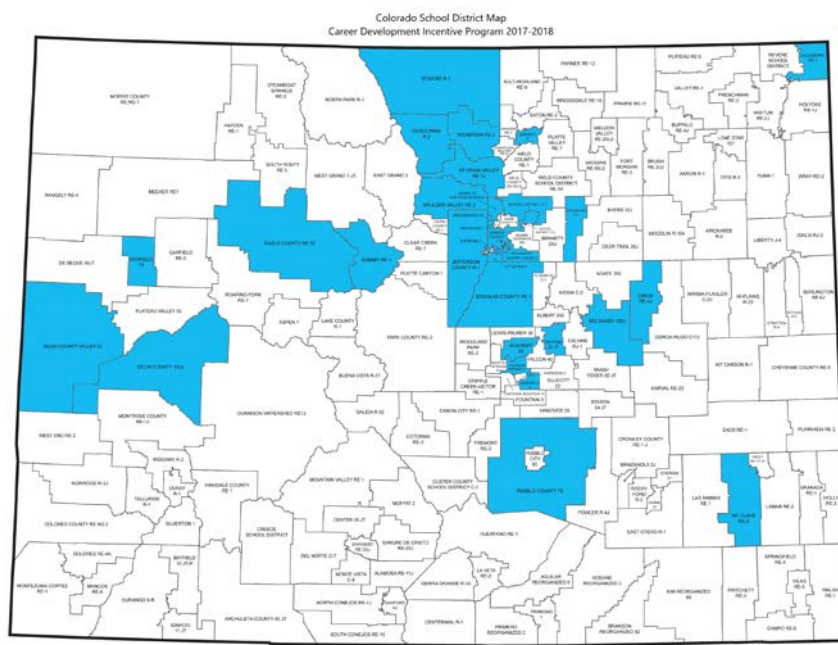 Colorado School District Map
Career Development Incentive Program 2017-2018
MOFFAT COUNTY
RE:NO 1
STEAMBOAT
SPRINGS
RE-2
NORTH PARK R-1
POUDRE R-1
AULT-HIGHLAND
RE-9
PAWNEE RE-12
BRIGGSDALE RE-10
PRAIRIE RE-11
PLATEAU RE-5
REVERE
SCHOOL
DISTRICT
JULESBURG
RE-1
HAYDEN
RE-1
VALLEY RE-1
FRENCHMAN
RE-3
HAXTUN
RE-2J
HOLYOKE
RE-1J
BUFFALO
RE-4J
LONE STAR
101
EATON RE-2
PLATTE
VALLEY
RE-7
WELDON
VALLEY
RE-20(J)
FORT
MORGAN
RE-3
BRUSH
RE-2(J)
WIGGINS
RE-50(J)
SOUTH ROUTT
RE-3
WEST GRAND 1-JT
EAST GRAND 2
ESTES PARK
R-3
THOMPSON R2-J
ST VRAIN VALLEY
RE 1J
BOULDER VALLEY RE 2
WELD
COUNTY
RE-1
WELD COUNTY
SCHOOL DISTRICT
RE-3J
AKRON R-1
OTIS R-3
YUMA 1
WRAY RD-2
RANGELY RE-4
MEEKER RE1
DE BEQUE 49JT
GARFIELD
16
GARFIELD
RE-2
EAGLE COUNTY RE 50
SUMMIT RE-1
CLEAR CREEK
RE-1
PLATTE CANYON 1
JEFFERSON
COUNTY R-1
DOUGLAS COUNTY RE 1
BENNETT
29J
BYERS 32J
DEER TRAIL 26J
WOODLIN R-104
ARICKAREE
R-2
LIBERTY J-4
IDALIA RJ-3
ROARING FORK
RE-1
PLATEAU VALLEY 50
ASPEN 1
LAKE COUNTY
R-1
PARK COUNTY RE-2
KIOWA C-2
AGATE 300
ELBERT 200
BIG SANDY 100J
LIMON
RE-4J
GENOA-HUGO C113
ARRIBA-FLAGLER
C-20
HI-PLAINS
R-23
STRATTON
R-4
BURLINGTON
RE-6J
MESA COUNTY VALLEY 51
DELTA COUNTY 50J
WOODLAND
PARK
RE-2
LEWIS-PALMER 38
ACADEMY
20
PEYTON
23 JT
FALCON 49
CALHAN
RJ-1
ELLICOTT
22
MIAMI/
YODER 60 JT
KIT CARSON R-1
CHEYENNE COUNTY RE-5
KARVAL RE-23
CRIPPLE
CREEK-VICTOR
RE-1
BUENA VISTA R-31
GUNNISON WATERSHED RE1J
SALIDA R-32
MONTROSE COUNTY
RE-1J
WEST END RE-2
RIDGWAY R-2
COTOPAXI
RE-3
CANON CITY RE-1
FREMONT
RE-2
FOUNTAIN 8
HANOVER 28
EDISON
54 JT
PUEBLO
CITY
60
PUEBLO COUNTY 70
CROWLEY COUNTY
RE-1-J
EADS RE-1
PLAINVIEW RE-2
MANZANOLA 3J
ROCKY
FORD
R-2
FOWLER R-4J
EAST OTERO R-1
LAS ANIMAS
RE-1
MC CLAVE
RE-2
LAMAR RE-2
GRANADA
RE-1
HOLLY
RE-3
NORWOOD R-2J
TELLURIDE
R-1
OURAY
R-1
SILVERTON 1
HINSDALE COUNTY
RE 1
CREEDE
SCHOOL DISTRICT
MOUNTAIN VALLEY RE 1
MOFFAT 2
CENTER 26 JT
CUSTER COUNTY
SCHOOL DISTRICT C-1
HUERFANO RE-1
DOLORES COUNTY RE NO.2
DOLORES RE-4A
MONTEZUMA-CORTEZ
RE-1
MANCOS
RE-6
DURANGO 9-R
BAYFIELD
10 JT-R
IGNACIO
11 JT
ARCHULETA COUNTY 50 JT
DEL NORTE C-7
MONTE VISTA
C-8
SARGENT
RE-33J
SANGRE DE CRISTO
RE-22J
ALAMOSA RE-11J
SIERRA GRANDE R-30
NORTH CONEJOS RE-1J
SANFORD
6J
SOUTH CONEJOS RE-10
CENTENNIAL R-1
LA VETA
RE-2
AGUILAR
REORGANIZED 6
PRIMERO
REORGANIZED 2
TRINIDAD
1
HOEHNE
REORGANIZED 3
BRANSON
REORGANIZED 82
KIM REORGANIZED
88
PRITCHETT
RE-3
SPRINGFIELD
RE-4
VILAS
RE-5
WALSH
RE-1
CAMPO RE-6